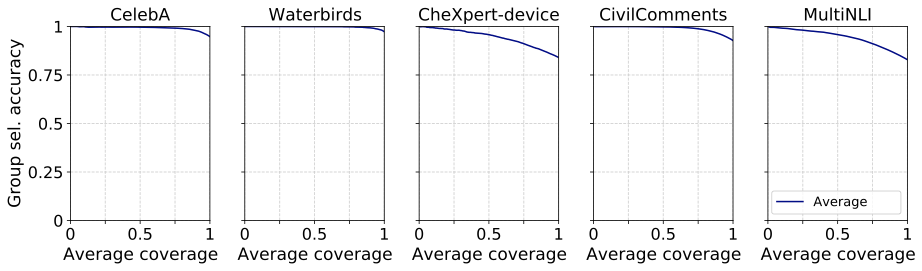 CelebA
Waterbirds
CheXpert-device
CivilComments
MultiNLI
Group sel. accuracy
1
0.75
0.5
0.25
0
Average
0 0.5 1
0 0.5 1
0 0.5 1
0 0.5 1
0 0.5 1
Average coverage
Average coverage
Average coverage
Average coverage
Average coverage